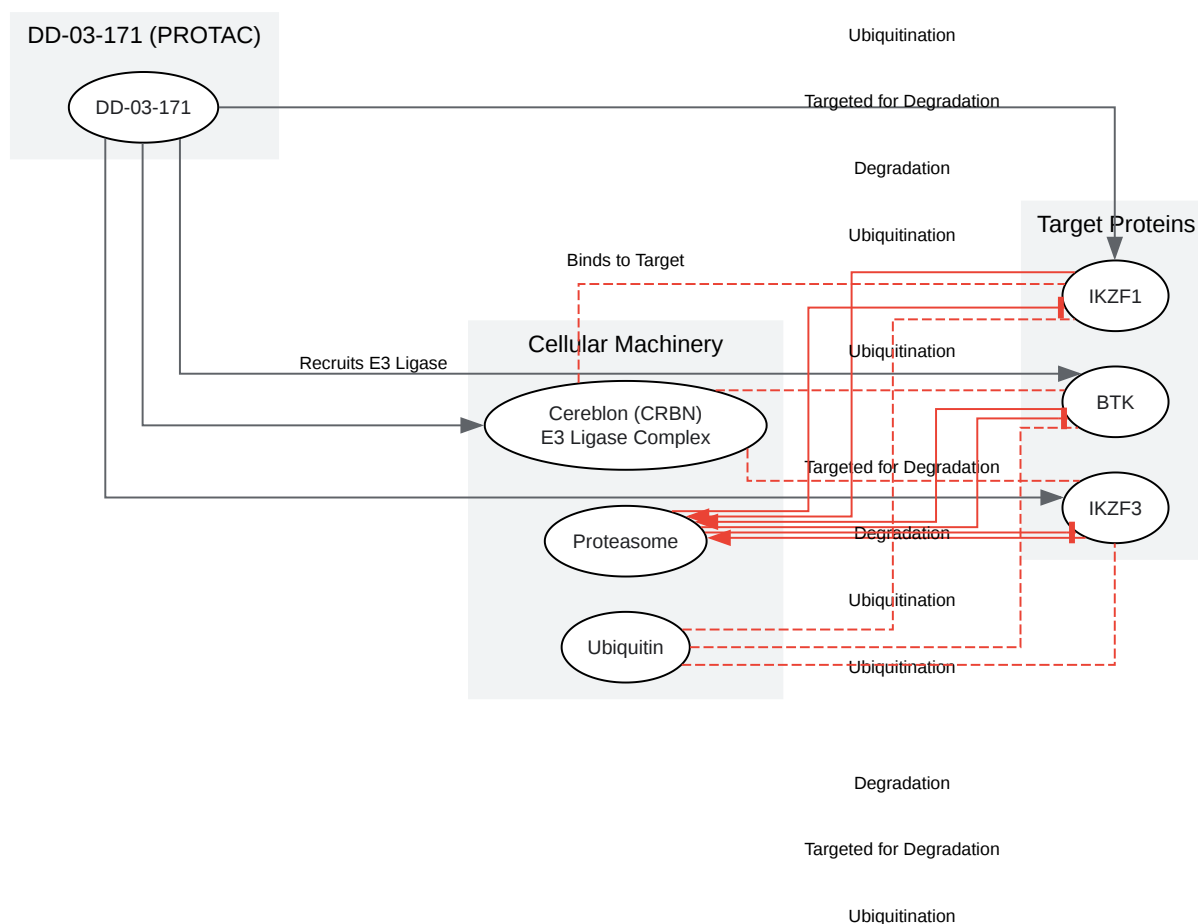 DD-03-171 (PROTAC)
DD-03-171
Ubiquitination
Targeted for Degradation
Degradation
Ubiquitination
Target Proteins
Binds to Target
IKZF1
Cellular Machinery
Ubiquitination
Recruits E3 Ligase
BTK
Cereblon (CRBN)
E3 Ligase Complex
Targeted for Degradation
IKZF3
Proteasome
Degradation
Ubiquitination
Ubiquitin
Ubiquitination
Degradation
Targeted for Degradation
Ubiquitination